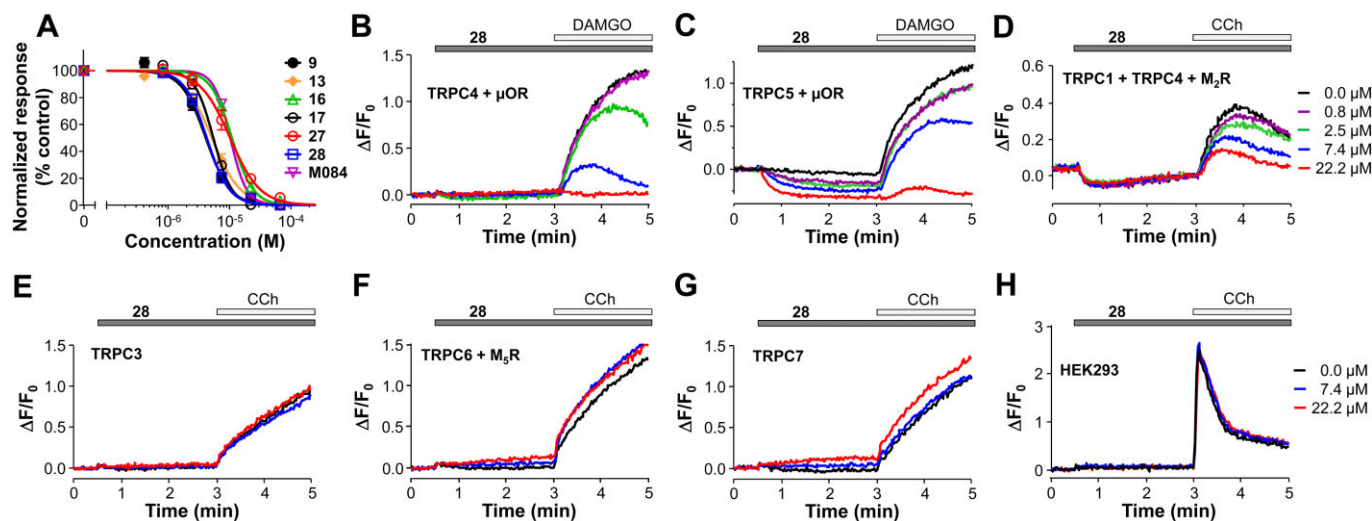 A
Normalized response
(% control)
100
80
60
40
20
0
0
10-6
10-5
10-4
Concentration (M)
9
13
16
17
27
28
M084
B
28
DAMGO
TRPC4 + µOR
ΔF/F0
1.5
1.0
0.5
0.0
0 1 2 3 4 5
Time (min)
C
28
DAMGO
TRPC5 + µOR
ΔF/F0
1.5
1.0
0.5
0.0
0 1 2 3 4 5
Time (min)
D
28
CCh
TRPC1 + TRPC4 + M2R
ΔF/F0
0.6
0.4
0.2
0.0
0 1 2 3 4 5
Time (min)
0.0 µM
0.8 µM
2.5 µM
7.4 µM
22.2 µM
E
28
CCh
TRPC3
ΔF/F0
1.5
1.0
0.5
0.0
0 1 2 3 4 5
Time (min)
F
28
CCh
TRPC6 + M5R
ΔF/F0
1.5
1.0
0.5
0.0
0 1 2 3 4 5
Time (min)
G
28
CCh
TRPC7
ΔF/F0
1.5
1.0
0.5
0.0
0 1 2 3 4 5
Time (min)
H
28
CCh
HEK293
ΔF/F0
3
2
1
0
0 1 2 3 4 5
Time (min)
0.0 µM
7.4 µM
22.2 µM